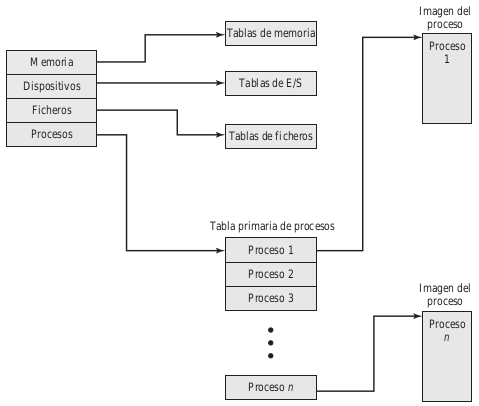 Imagen del
proceso
Tablas de memoria
Proceso
1
Memoria
Dispositivos
Tablas de E/S
Ficheros
Procesos
Tablas de ficheros
Tabla primaria de procesos
Proceso 1
Proceso 2
Proceso 3
Imagen del
proceso
Proceso
n
Proceso n